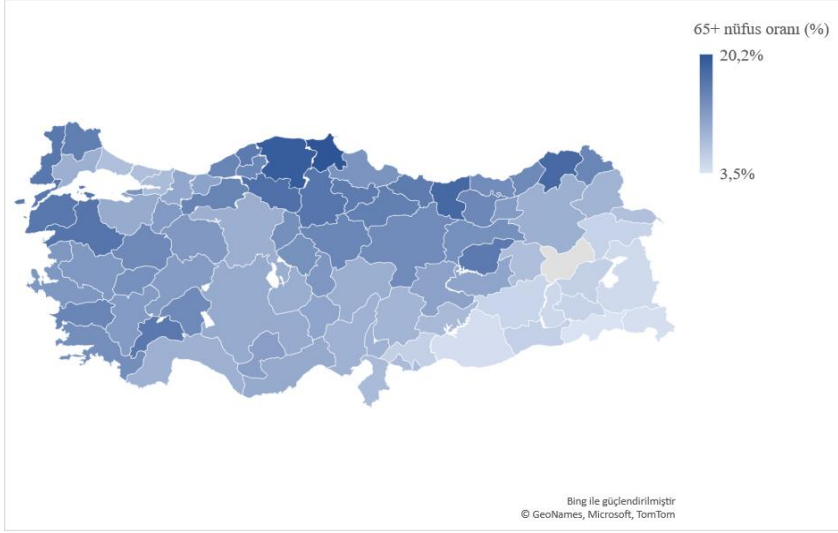 65+ nüfus oranı (%)
20,2%
3,5%
Bing ile güçlendirilmiştir
© GeoNames, Microsoft, TomTom